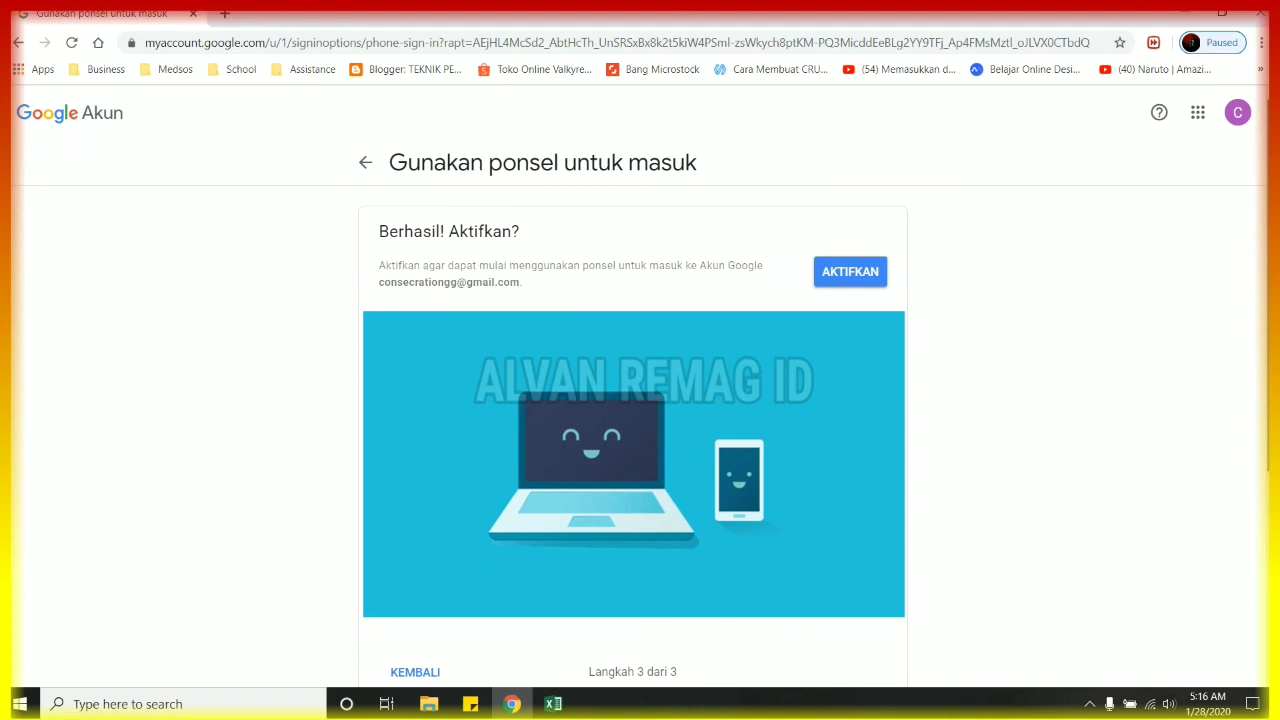 Gunakan ponsel untuk masuk
myaccount.google.com/u/1/signinoptions/phone-sign-in?rapt=AEjHL4McSd2_AbtHcTh_UnSRSxBx8k2t5kiW4PSmI-zsWkych8ptKM-PQ3MicddEeBLg2YY9TFj_Ap4FMsMztl_oJLVX0CTbdQ
Paused
Apps Business Medsos School Assistance Blogger TEKNIK PE... Toko Online Valkyre... Bang Microstock Cara Membuat CRU... (54) Memasukkan d... Belajar Online Desi... (40) Naruto | Amazi... »
Google Akun
C
Gunakan ponsel untuk masuk
Berhasil! Aktifkan?
Aktifkan agar dapat mulai menggunakan ponsel untuk masuk ke Akun Google
consecrationgg@gmail.com.
AKTIFKAN
ALVAN REMAG ID
KEMBALI
Langkah 3 dari 3
Type here to search
5:16 AM
1/28/2020